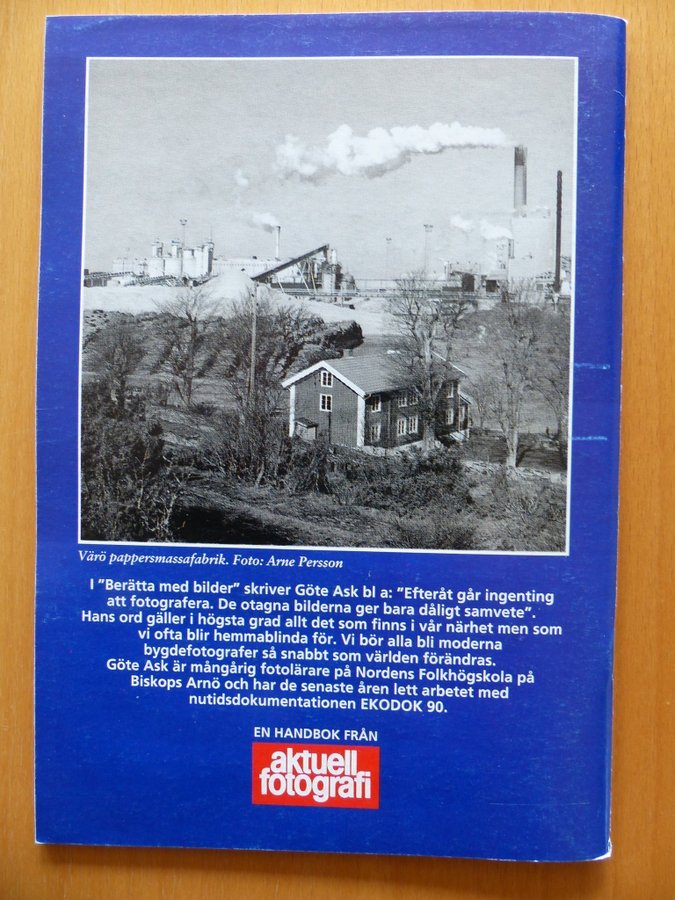 Värö pappersmassafabrik. Foto: Arne Persson
I ”Berätta med bilder” skriver Göte Ask bl a: ”Efteråt går ingenting
att fotografera. De otagna bilderna ger bara dåligt samvete”.
Hans ord gäller i högsta grad allt det som finns i vår närhet men som
vi ofta blir hemmablinda för. Vi bör alla bli moderna
bygdefotografer så snabbt som världen förändras.
Göte Ask är mångårig fotolärare på Nordens Folkhögskola på
Biskops Arnö och har de senaste åren lett arbetet med
nutidsdokumentationen EKODOK 90.
EN HANDBOK FRÅN
aktuell
fotografi